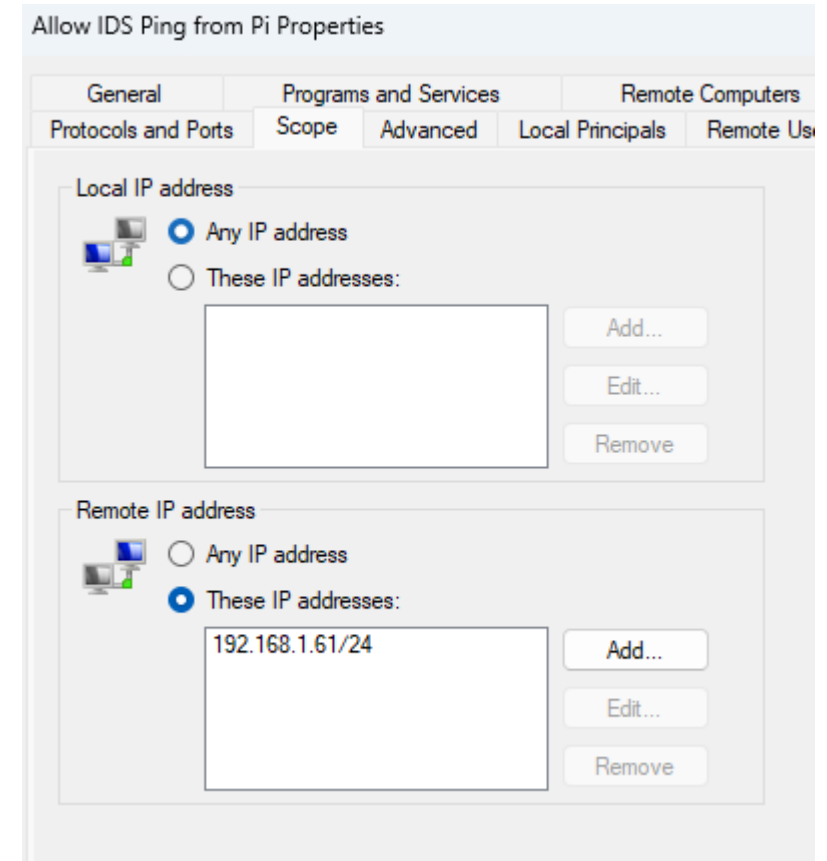 Allow IDS Ping from Pi Properties
General Programs and Services Remote Computers
Protocols and Ports Scope Advanced Local Principals Remote
Local IP address
Any IP address
These IP addresses:
Add...
Edit...
Remove
Remote IP address
Any IP address
These IP addresses:
192.168.1.61/24
Add...
Edit...
Remove